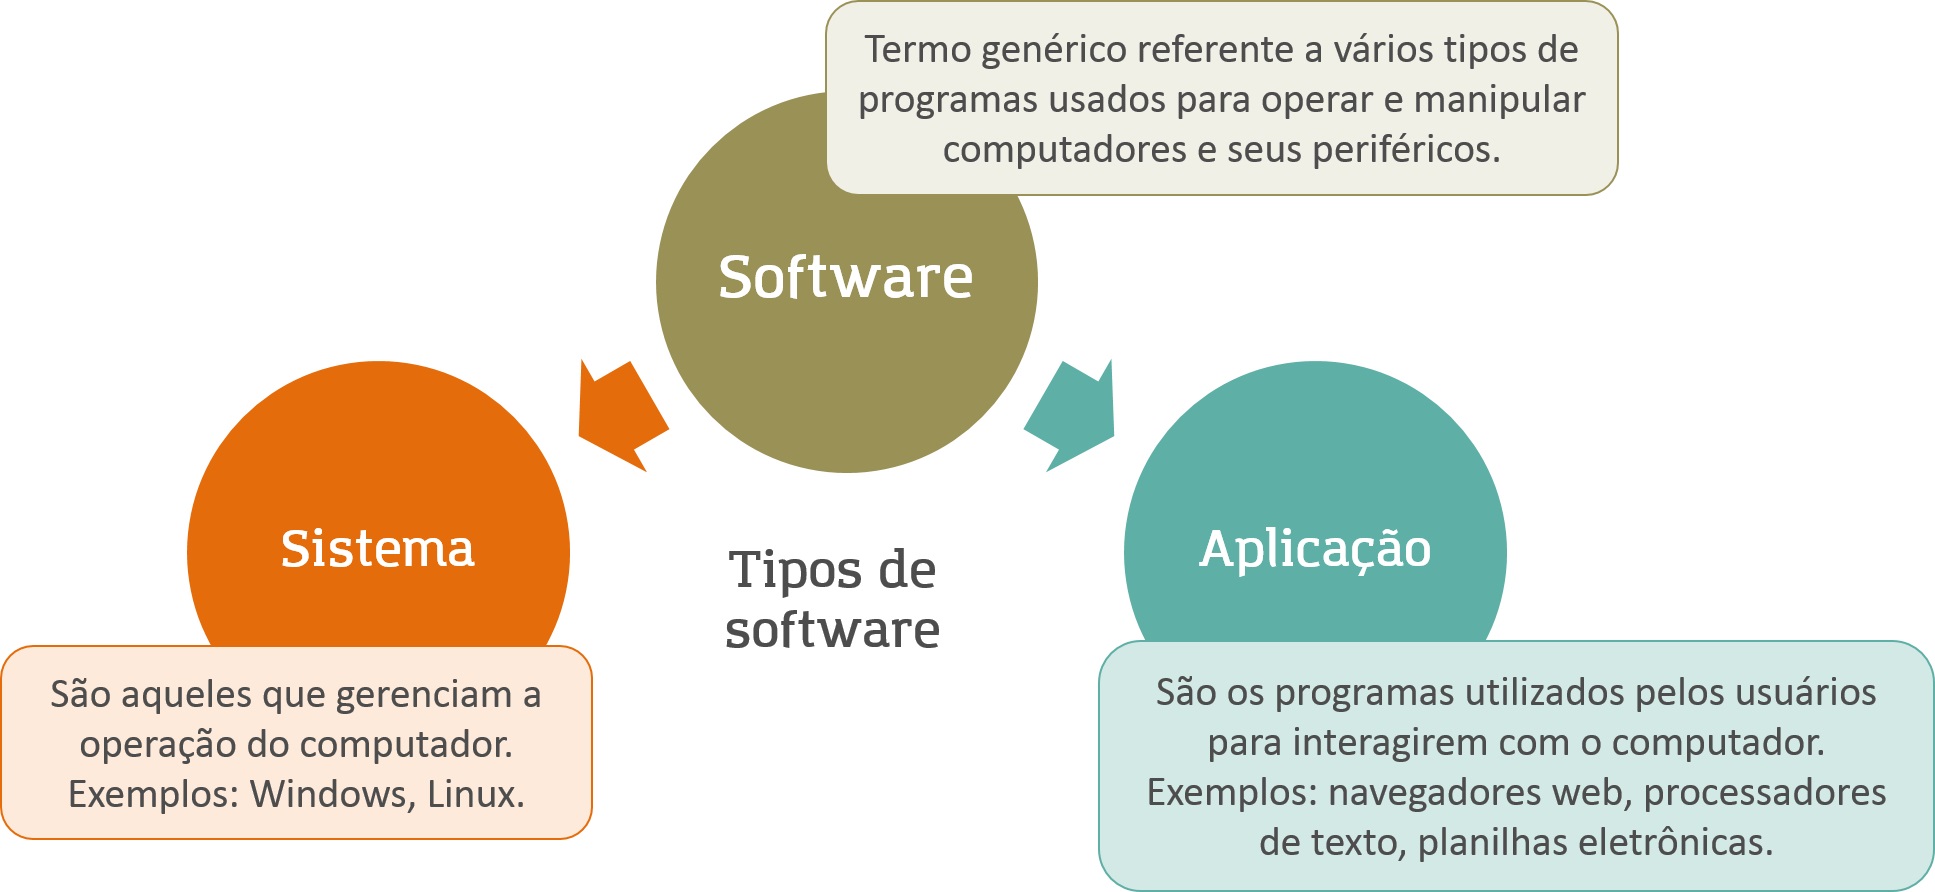 Termo genérico referente a vários tipos de
programas usados para operar e manipular
computadores e seus periféricos.
Software
Sistema
Tipos de
software
Aplicação
São aqueles que gerenciam a
operação do computador.
Exemplos: Windows, Linux.
São os programas utilizados pelos usuários
para interagirem com o computador.
Exemplos: navegadores web, processadores
de texto, planilhas eletrônicas.